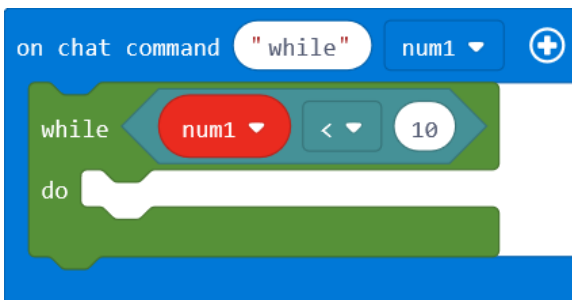 on chat command "while" num1
while num1 < 10
do